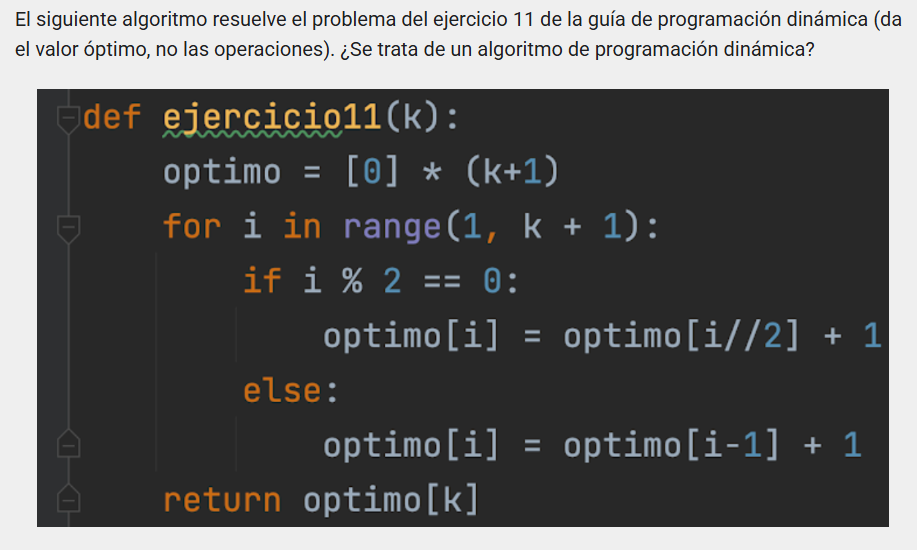 El siguiente algoritmo resuelve el problema del ejercicio 11 de la guía de programación dinámica (da
el valor óptimo, no las operaciones). ¿Se trata de un algoritmo de programación dinámica?
def ejercicio11(k):
    optimo = [0] * (k+1)
    for i in range(1, k + 1):
        if i % 2 == 0:
            optimo[i] = optimo[i//2] + 1
        else:
            optimo[i] = optimo[i-1] + 1
    return optimo[k]